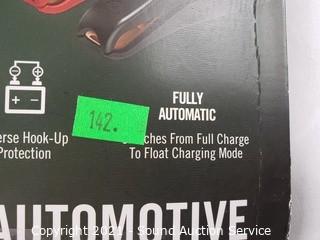 FULLY
AUTOMATIC
142.
erse Hook-Up
Protection
ches From Full Charge
To Float Charging Mode
AUTOMOTIVE
Copyright 2021 - Sound Auction Service